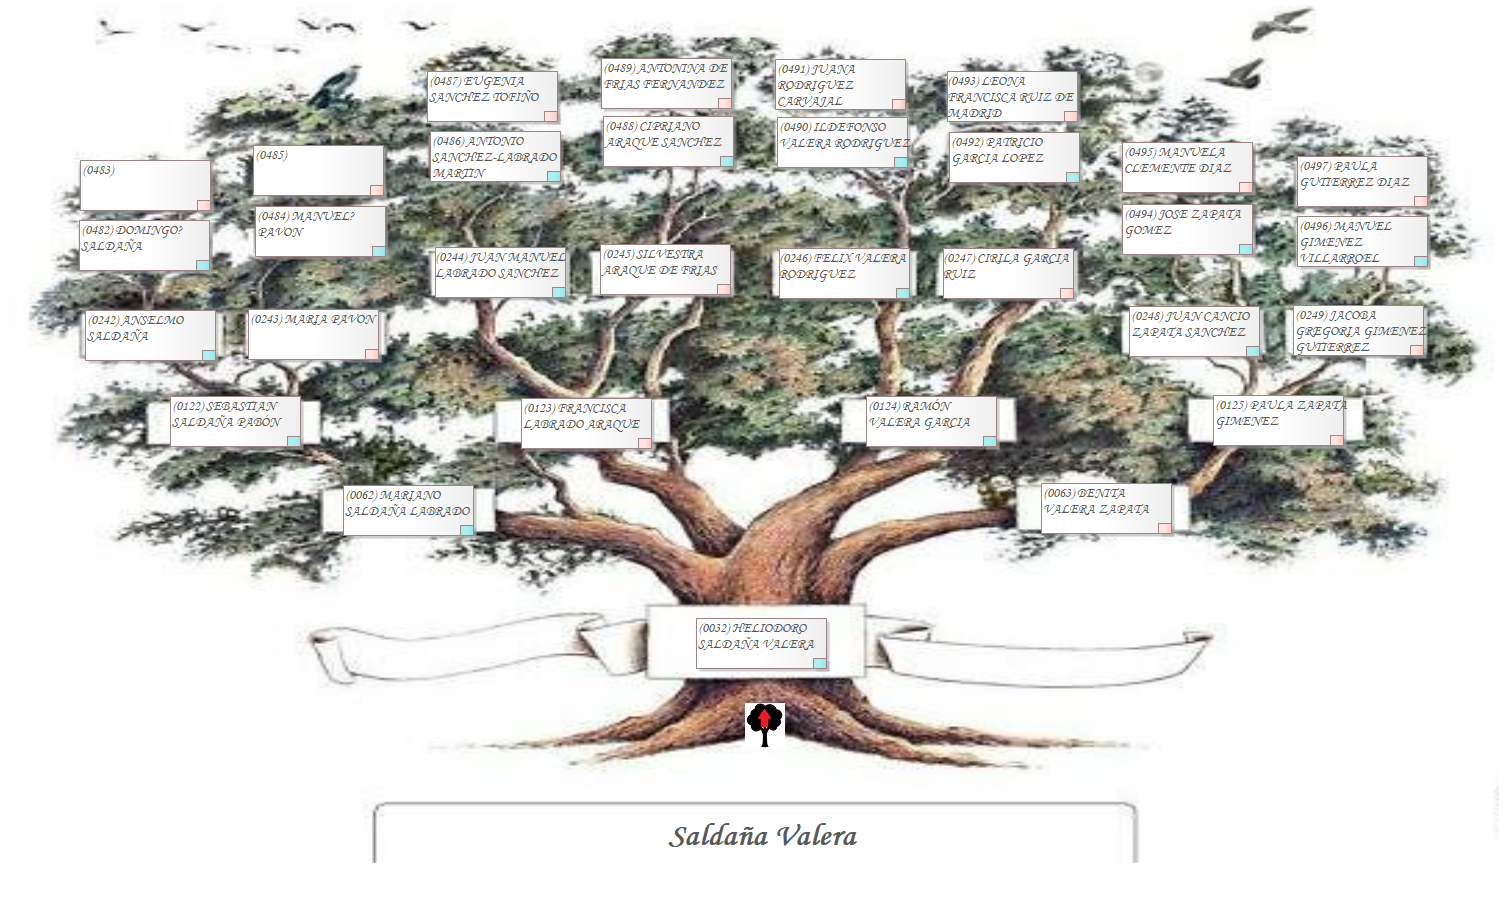 (0487) EUGENIA
SANCHEZ TOFIÑO
(0489) ANTONINA DE
FRIAS FERNANDEZ
(0491) JUANA
RODRIGUEZ
CARVAJAL
(0493) LEONA
FRANCISCA RUIZ DE
MADRID
(0486) ANTONIO
SANCHEZ-LABRADO
MARTIN
(0488) CIPRIANO
ARAQUE SANCHEZ
(0490) ILDEFONSO
VALERA RODRIGUEZ
(0492) PATRICIO
GARCIA LOPEZ
(0483)
(0485)
(0495) MANUELA
CLEMENTE DIAZ
(0497) PAULA
GUTIERREZ DIAZ
(0482) DOMINGO?
SALDAÑA
(0484) MANUEL?
PAVON
(0494) JOSE ZAPATA
GOMEZ
(0496) MANUEL
GIMENEZ
VILLARROEL
(0244) JUAN MANUEL
LABRADO SANCHEZ
(0245) SILVESTRA
ARAQUE DE FRIAS
(0246) FELIX VALERA
RODRIGUEZ
(0247) CIRILA GARCIA
RUIZ
(0242) ANSELMO
SALDAÑA
(0243) MARIA PAVON
(0248) JUAN CANCIO
ZAPATA SANCHEZ
(0249) JACOBA
GREGORIA GIMENEZ
GUTIERREZ
(0122) SEBASTIAN
SALDAÑA PABÓN
(0123) FRANCISCA
LABRADO ARAQUE
(0124) RAMÓN
VALERA GARCIA
(0125) PAULA ZAPATA
GIMENEZ
(0062) MARIANO
SALDAÑA LABRADO
(0063) BENITA
VALERA ZAPATA
(0032) HELIODORO
SALDAÑA VALERA
Saldaña Valera